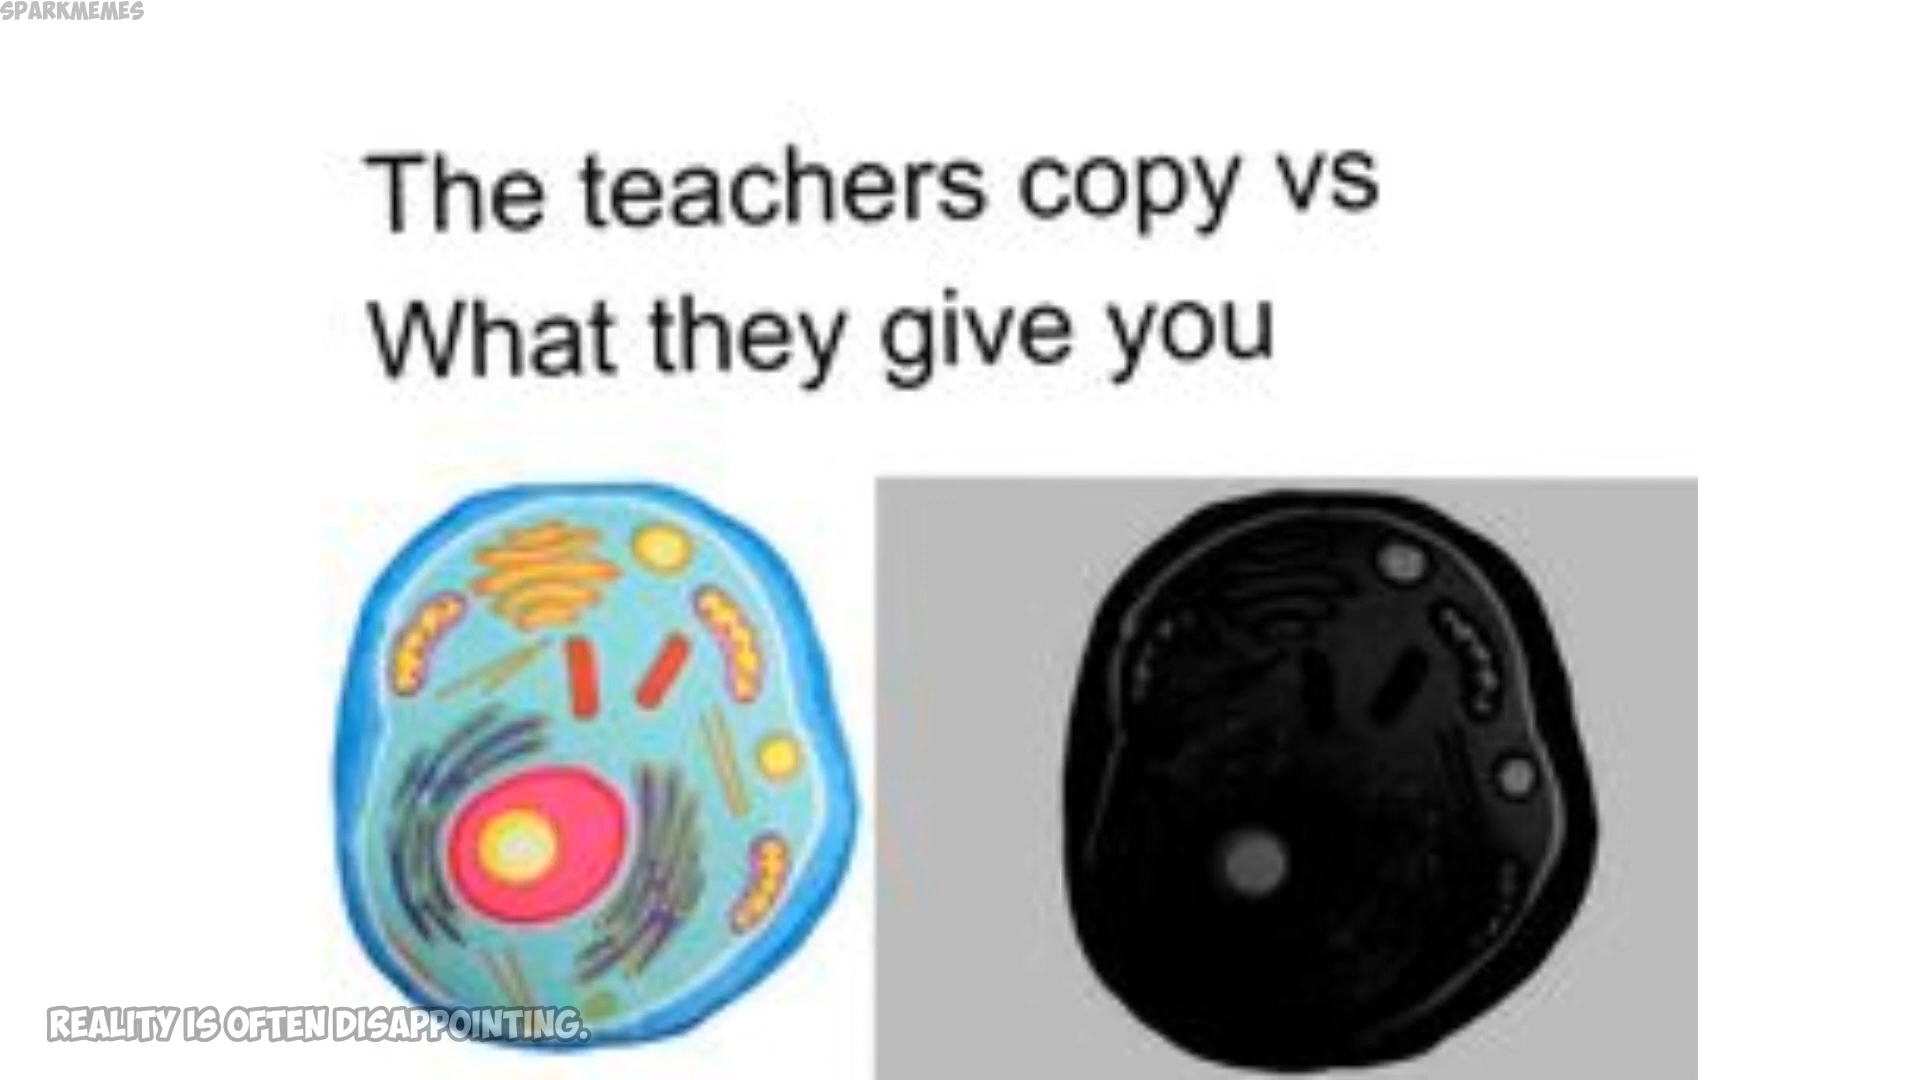 SPARKMEMES
The teachers copy vs
What they give you
REALITY IS OFTEN DISAPPOINTING.